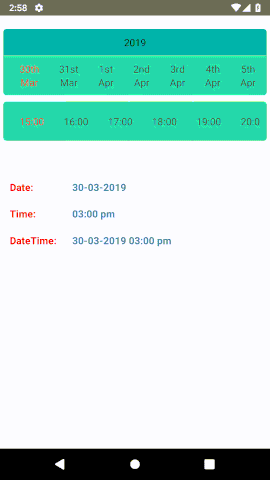 2:58
2019
30th 31st 1st 2nd 3rd 4th 5th
Mar Mar Apr Apr Apr Apr Apr
15:00 16:00 17:00 18:00 19:00 20:0
Date: 30-03-2019
Time: 03:00 pm
DateTime: 30-03-2019 03:00 pm